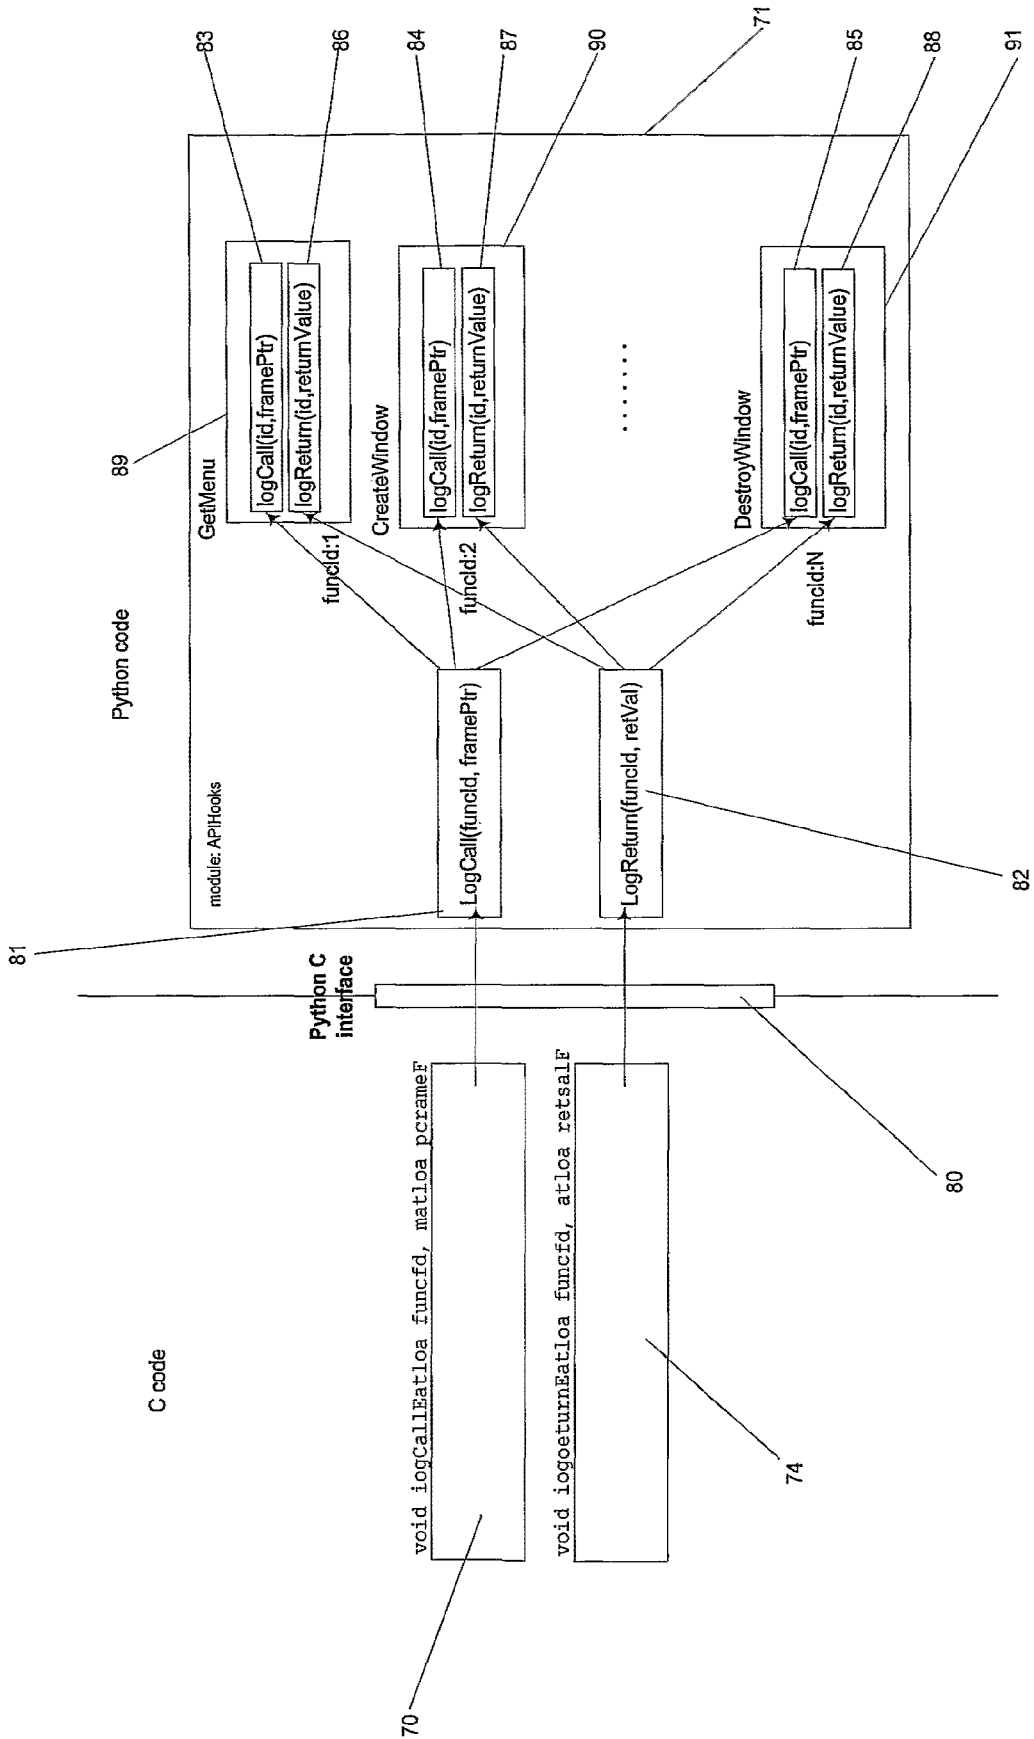 C code
Python code
void iogCallEatloa funcfd, matloa pcrameF
70
void iogoeturnEatloa funcfd, atloa retsalF
74
Python C
interface
80
module: APIHooks
81
LogCall(funcId, framePtr)
LogReturn(funcId, retVal)
82
89
GetMenu
logCall(id,framePtr)
logReturn(id,returnValue)
funcId:1
83
86
CreateWindow
logCall(id,framePtr)
logReturn(id,returnValue)
funcId:2
84
87
90
........
71
DestroyWindow
logCall(id,framePtr)
logReturn(id,returnValue)
funcId:N
85
88
91